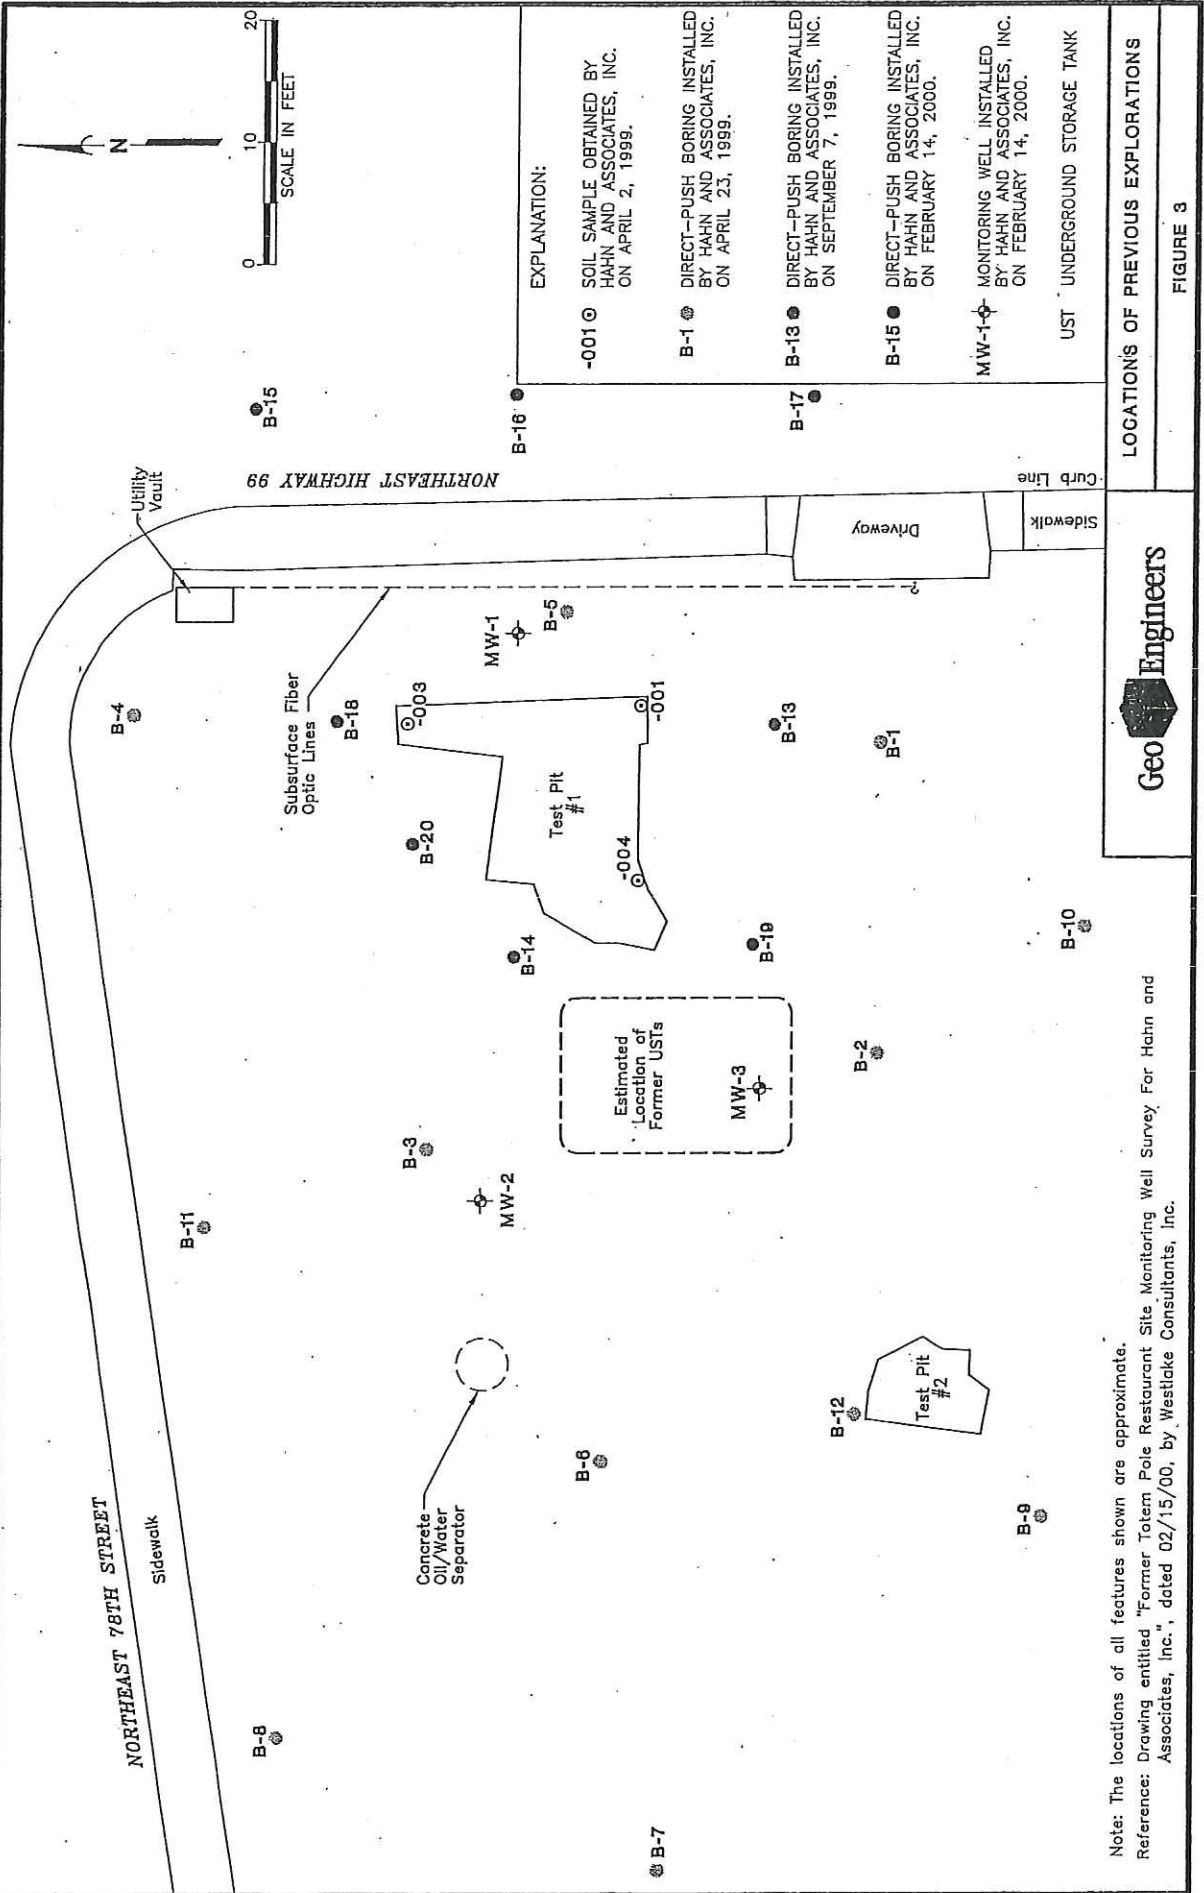 NORTHEAST 78TH STREET
Sidewalk
B-8
B-7
B-11
B-3
MW-2
Concrete
Oil/Water
Separator
B-6
B-12
Test Pit
#2
B-9
Estimated
Location of
Former USTs
MW-3
B-2
B-10
B-19
B-14
B-20
B-4
B-18
Subsurface Fiber
Optic Lines
-003
Test Pit
#1
-004
-001
MW-1
B-5
B-13
B-1
Utility
Vault
NORTHEAST HIGHWAY 99
Driveway
Sidewalk
Curb Line
?
B-15
B-16
B-17
N
0 10 20
SCALE IN FEET
EXPLANATION:
-001 SOIL SAMPLE OBTAINED BY
HAHN AND ASSOCIATES, INC.
ON APRIL 2, 1999.
B-1 DIRECT-PUSH BORING INSTALLED
BY HAHN AND ASSOCIATES, INC.
ON APRIL 23, 1999.
B-13 DIRECT-PUSH BORING INSTALLED
BY HAHN AND ASSOCIATES, INC.
ON SEPTEMBER 7, 1999.
B-15 DIRECT-PUSH BORING INSTALLED
BY HAHN AND ASSOCIATES, INC.
ON FEBRUARY 14, 2000.
MW-1 MONITORING WELL INSTALLED
BY HAHN AND ASSOCIATES, INC.
ON FEBRUARY 14, 2000.
UST UNDERGROUND STORAGE TANK
Note: The locations of all features shown are approximate.
Reference: Drawing entitled "Former Totem Pole Restaurant Site Monitoring Well Survey For Hahn and
Associates, Inc.", dated 02/15/00, by Westlake Consultants, Inc.
Geo Engineers
LOCATIONS OF PREVIOUS EXPLORATIONS
FIGURE 3